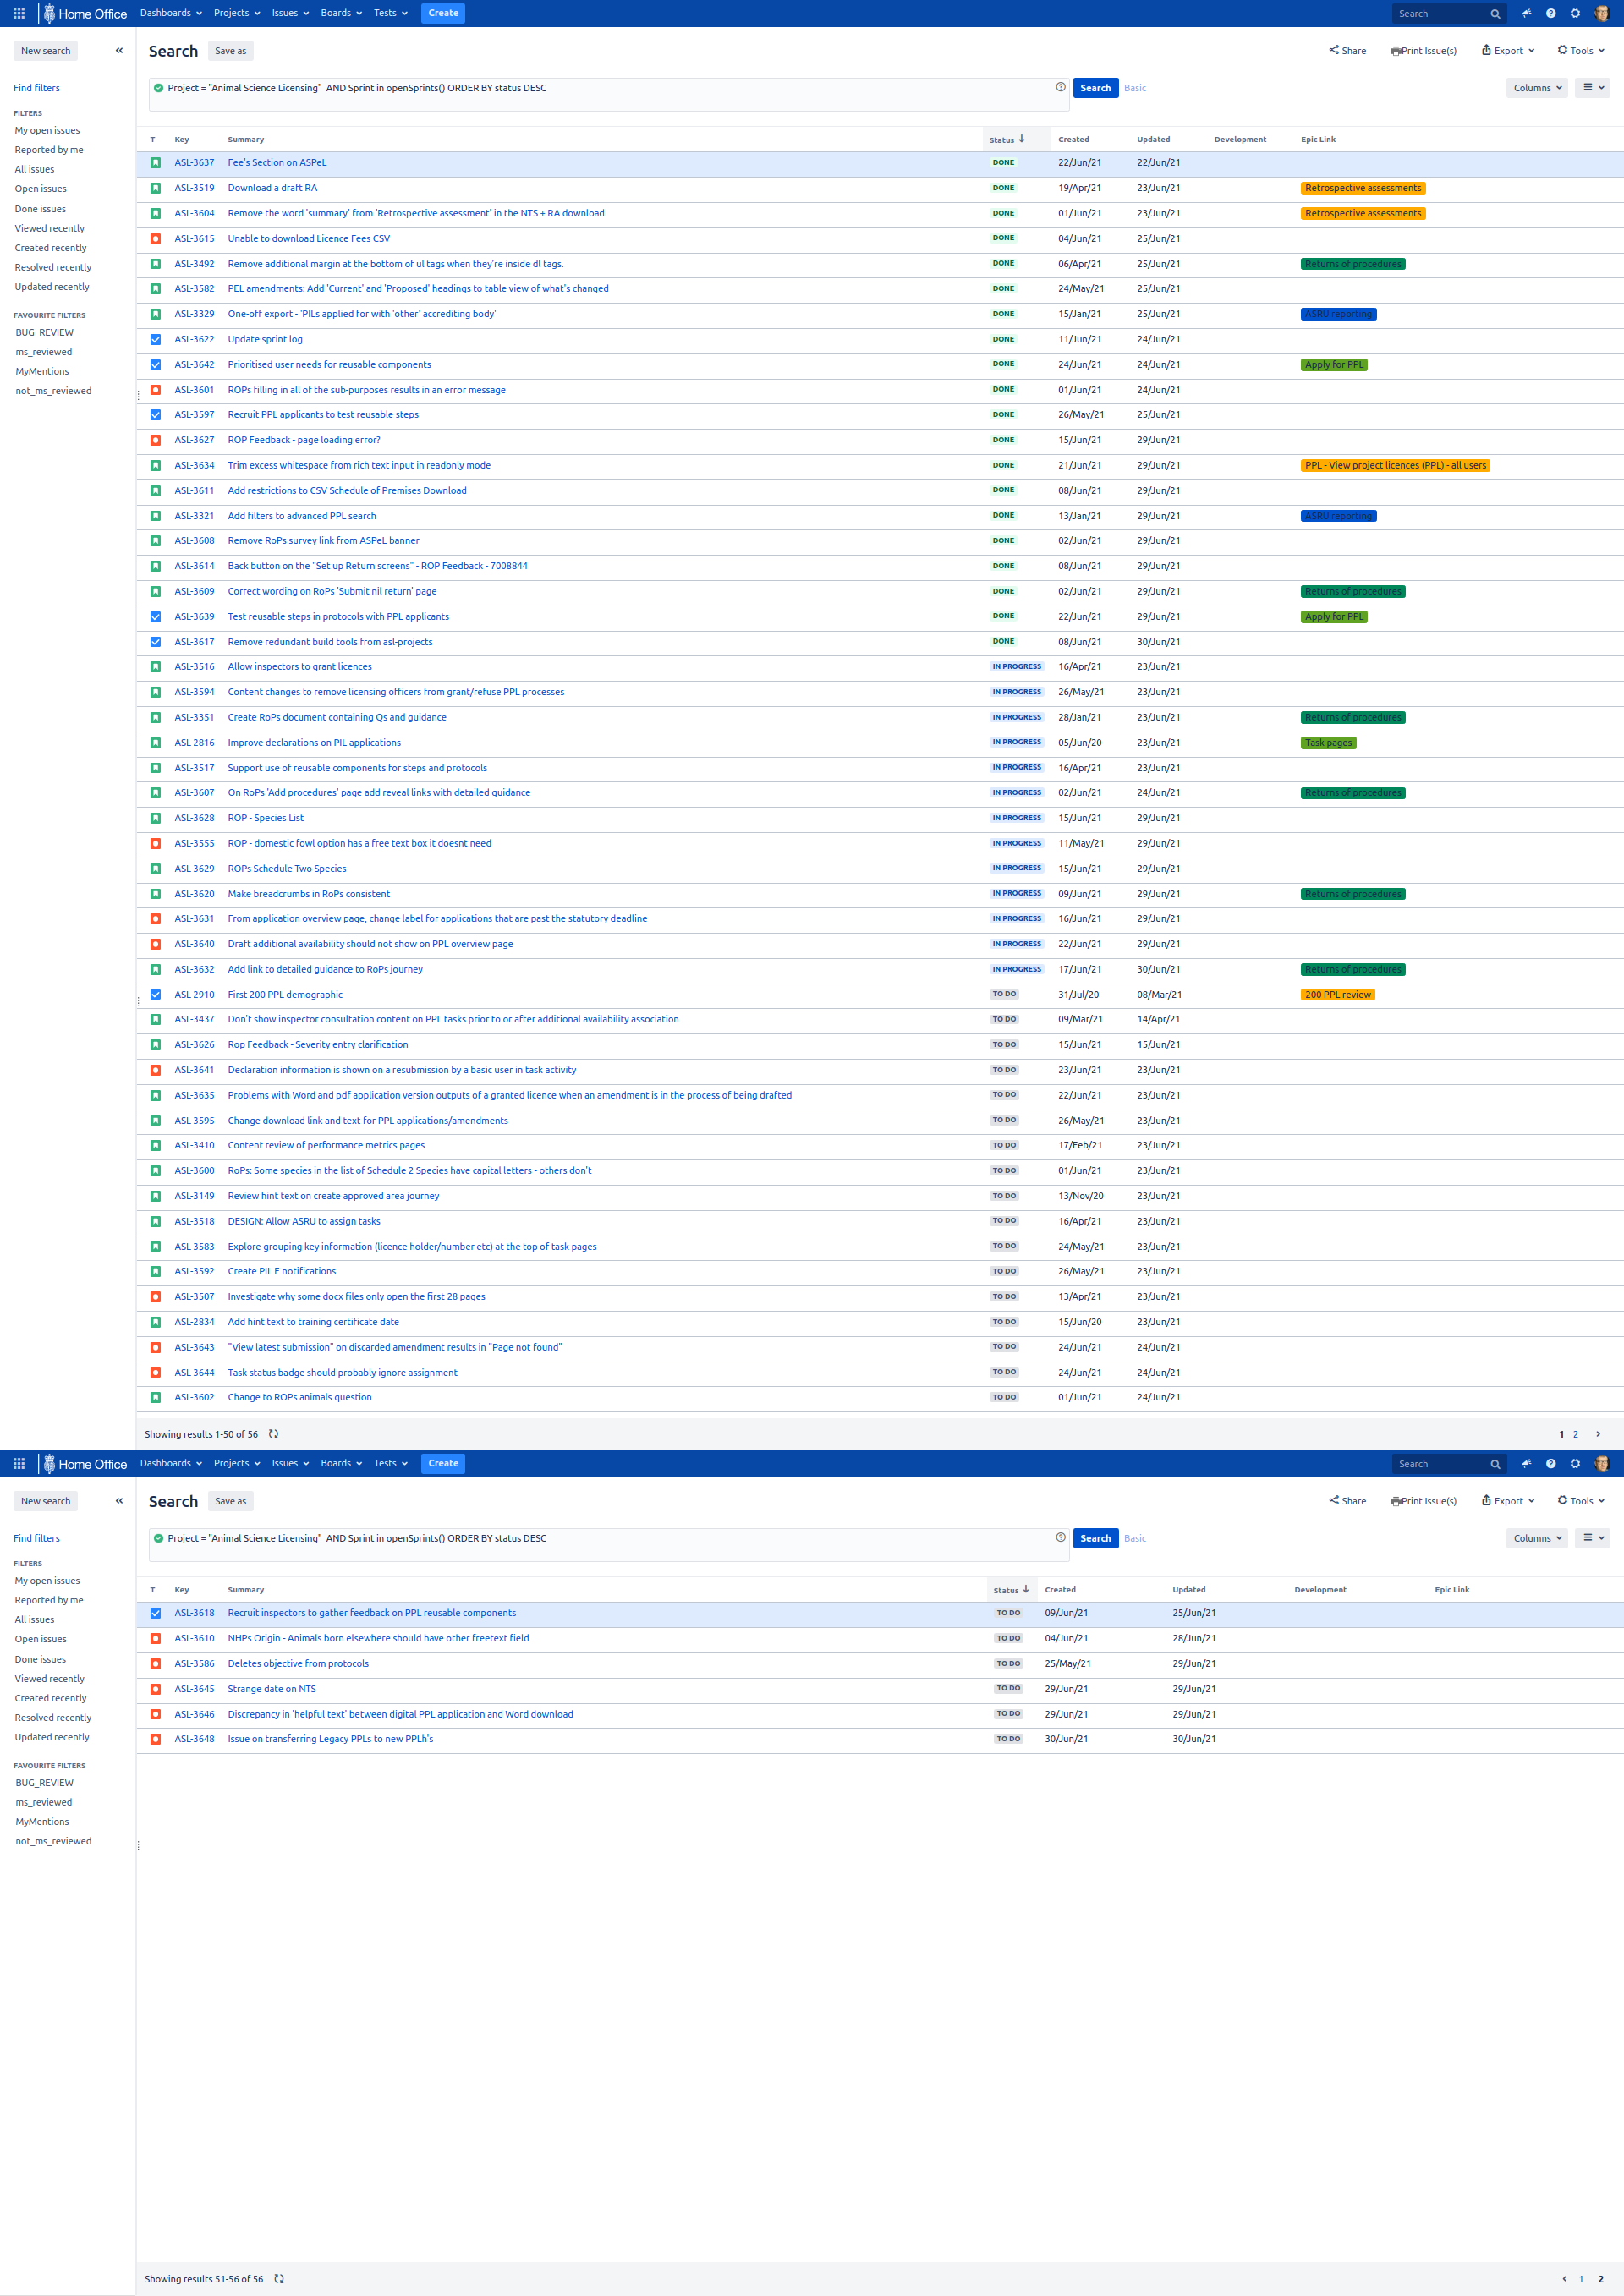 Home Office Dashboards Projects Issues Boards Tests Create Search
New search « Search Save as Share Print Issue(s) Export Tools
Find filters Project = "Animal Science Licensing" AND Sprint in openSprints() ORDER BY status DESC Search Basic Columns
FILTERS
My open issues
Reported by me
All issues
Open issues
Done issues
Viewed recently
Created recently
Resolved recently
Updated recently
FAVOURITE FILTERS
BUG_REVIEW
ms_reviewed
MyMentions
not_ms_reviewed
T Key Summary Status Created Updated Development Epic Link
ASL-3637 Fee's Section on ASPeL DONE 22/Jun/21 22/Jun/21
ASL-3519 Download a draft RA DONE 19/Apr/21 23/Jun/21 Retrospective assessments
ASL-3604 Remove the word 'summary' from 'Retrospective assessment' in the NTS + RA download DONE 01/Jun/21 23/Jun/21 Retrospective assessments
ASL-3615 Unable to download Licence Fees CSV DONE 04/Jun/21 25/Jun/21
ASL-3492 Remove additional margin at the bottom of ul tags when they're inside dl tags. DONE 06/Apr/21 25/Jun/21 Returns of procedures
ASL-3582 PEL amendments: Add 'Current' and 'Proposed' headings to table view of what's changed DONE 24/May/21 25/Jun/21
ASL-3329 One-off export - 'PILs applied for with 'other' accrediting body' DONE 15/Jan/21 25/Jun/21 ASRU reporting
ASL-3622 Update sprint log DONE 11/Jun/21 24/Jun/21
ASL-3642 Prioritised user needs for reusable components DONE 24/Jun/21 24/Jun/21 Apply for PPL
ASL-3601 ROPs filling in all of the sub-purposes results in an error message DONE 01/Jun/21 24/Jun/21
ASL-3597 Recruit PPL applicants to test reusable steps DONE 26/May/21 25/Jun/21
ASL-3627 ROP Feedback - page loading error? DONE 15/Jun/21 29/Jun/21
ASL-3634 Trim excess whitespace from rich text input in readonly mode DONE 21/Jun/21 29/Jun/21 PPL - View project licences (PPL) - all users
ASL-3611 Add restrictions to CSV Schedule of Premises Download DONE 08/Jun/21 29/Jun/21
ASL-3321 Add filters to advanced PPL search DONE 13/Jan/21 29/Jun/21 ASRU reporting
ASL-3608 Remove RoPs survey link from ASPeL banner DONE 02/Jun/21 29/Jun/21
ASL-3614 Back button on the "Set up Return screens" - ROP Feedback - 7008844 DONE 08/Jun/21 29/Jun/21
ASL-3609 Correct wording on RoPs 'Submit nil return' page DONE 02/Jun/21 29/Jun/21 Returns of procedures
ASL-3639 Test reusable steps in protocols with PPL applicants DONE 22/Jun/21 29/Jun/21 Apply for PPL
ASL-3617 Remove redundant build tools from asl-projects DONE 08/Jun/21 30/Jun/21
ASL-3516 Allow inspectors to grant licences IN PROGRESS 16/Apr/21 23/Jun/21
ASL-3594 Content changes to remove licensing officers from grant/refuse PPL processes IN PROGRESS 26/May/21 23/Jun/21
ASL-3351 Create RoPs document containing Qs and guidance IN PROGRESS 28/Jan/21 23/Jun/21 Returns of procedures
ASL-2816 Improve declarations on PIL applications IN PROGRESS 05/Jun/20 23/Jun/21 Task pages
ASL-3517 Support use of reusable components for steps and protocols IN PROGRESS 16/Apr/21 23/Jun/21
ASL-3607 On RoPs 'Add procedures' page add reveal links with detailed guidance IN PROGRESS 02/Jun/21 24/Jun/21 Returns of procedures
ASL-3628 ROP - Species List IN PROGRESS 15/Jun/21 29/Jun/21
ASL-3555 ROP - domestic fowl option has a free text box it doesnt need IN PROGRESS 11/May/21 29/Jun/21
ASL-3629 ROPs Schedule Two Species IN PROGRESS 15/Jun/21 29/Jun/21
ASL-3620 Make breadcrumbs in RoPs consistent IN PROGRESS 09/Jun/21 29/Jun/21 Returns of procedures
ASL-3631 From application overview page, change label for applications that are past the statutory deadline IN PROGRESS 16/Jun/21 29/Jun/21
ASL-3640 Draft additional availability should not show on PPL overview page IN PROGRESS 22/Jun/21 29/Jun/21
ASL-3632 Add link to detailed guidance to RoPs journey IN PROGRESS 17/Jun/21 30/Jun/21 Returns of procedures
ASL-2910 First 200 PPL demographic TO DO 31/Jul/20 08/Mar/21 200 PPL review
ASL-3437 Don't show inspector consultation content on PPL tasks prior to or after additional availability association TO DO 09/Mar/21 14/Apr/21
ASL-3626 Rop Feedback - Severity entry clarification TO DO 15/Jun/21 15/Jun/21
ASL-3641 Declaration information is shown on a resubmission by a basic user in task activity TO DO 23/Jun/21 23/Jun/21
ASL-3635 Problems with Word and pdf application version outputs of a granted licence when an amendment is in the process of being drafted TO DO 22/Jun/21 23/Jun/21
ASL-3595 Change download link and text for PPL applications/amendments TO DO 26/May/21 23/Jun/21
ASL-3410 Content review of performance metrics pages TO DO 17/Feb/21 23/Jun/21
ASL-3600 RoPs: Some species in the list of Schedule 2 Species have capital letters - others don't TO DO 01/Jun/21 23/Jun/21
ASL-3149 Review hint text on create approved area journey TO DO 13/Nov/20 23/Jun/21
ASL-3518 DESIGN: Allow ASRU to assign tasks TO DO 16/Apr/21 23/Jun/21
ASL-3583 Explore grouping key information (licence holder/number etc) at the top of task pages TO DO 24/May/21 23/Jun/21
ASL-3592 Create PIL E notifications TO DO 26/May/21 23/Jun/21
ASL-3507 Investigate why some docx files only open the first 28 pages TO DO 13/Apr/21 23/Jun/21
ASL-2834 Add hint text to training certificate date TO DO 15/Jun/20 23/Jun/21
ASL-3643 "View latest submission" on discarded amendment results in "Page not found" TO DO 24/Jun/21 24/Jun/21
ASL-3644 Task status badge should probably ignore assignment TO DO 24/Jun/21 24/Jun/21
ASL-3602 Change to ROPs animals question TO DO 01/Jun/21 24/Jun/21
Showing results 1-50 of 56 1 2 ›
Home Office Dashboards Projects Issues Boards Tests Create Search
New search « Search Save as Share Print Issue(s) Export Tools
Find filters Project = "Animal Science Licensing" AND Sprint in openSprints() ORDER BY status DESC Search Basic Columns
FILTERS
My open issues
Reported by me
All issues
Open issues
Done issues
Viewed recently
Created recently
Resolved recently
Updated recently
FAVOURITE FILTERS
BUG_REVIEW
ms_reviewed
MyMentions
not_ms_reviewed
T Key Summary Status Created Updated Development Epic Link
ASL-3618 Recruit inspectors to gather feedback on PPL reusable components TO DO 09/Jun/21 25/Jun/21
ASL-3610 NHPs Origin - Animals born elsewhere should have other freetext field TO DO 04/Jun/21 28/Jun/21
ASL-3586 Deletes objective from protocols TO DO 25/May/21 29/Jun/21
ASL-3645 Strange date on NTS TO DO 29/Jun/21 29/Jun/21
ASL-3646 Discrepancy in 'helpful text' between digital PPL application and Word download TO DO 29/Jun/21 29/Jun/21
ASL-3648 Issue on transferring Legacy PPLs to new PPLh's TO DO 30/Jun/21 30/Jun/21
Showing results 51-56 of 56 ‹ 1 2